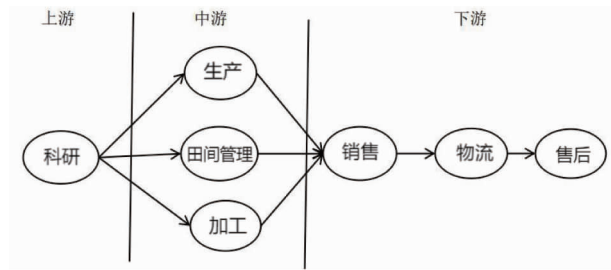 上游 中游 下游
生产
科研 田间管理 销售 物流 售后
加工